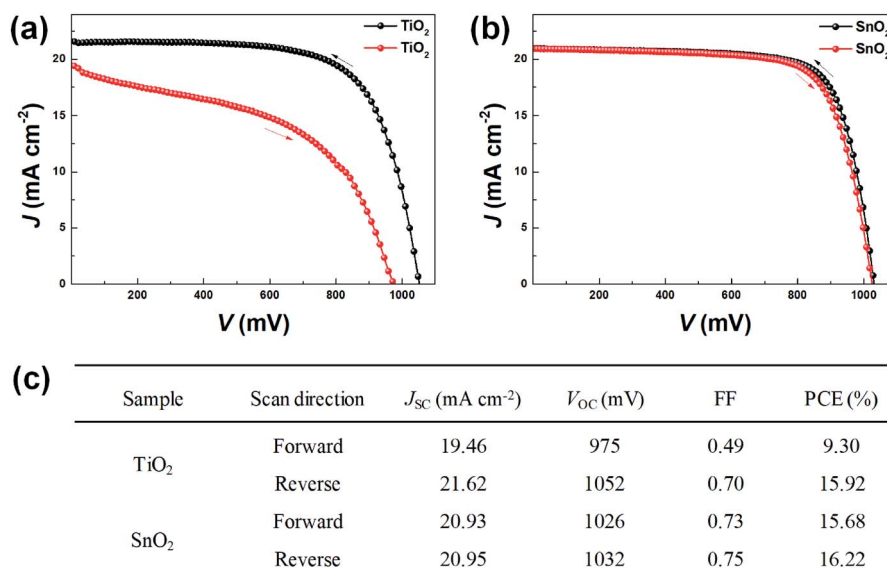 (a)
TiO₂
TiO₂
J (mA cm⁻²)
20
15
10
5
0
0 200 400 600 800 1000
V (mV)
(b)
SnO₂
SnO₂
J (mA cm⁻²)
20
15
10
5
0
200 400 600 800 1000
V (mV)
(c)
Sample Scan direction J_SC (mA cm⁻²) V_OC (mV) FF PCE (%)
TiO₂
Forward 19.46 975 0.49 9.30
Reverse 21.62 1052 0.70 15.92
SnO₂
Forward 20.93 1026 0.73 15.68
Reverse 20.95 1032 0.75 16.22